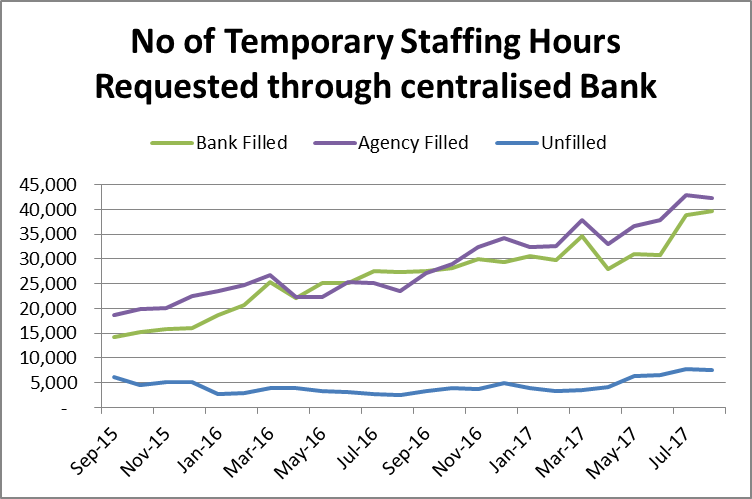 No of Temporary Staffing Hours
Requested through centralised Bank
Bank Filled Agency Filled Unfilled
45,000
40,000
35,000
30,000
25,000
20,000
15,000
10,000
5,000
-
Sep-15 Nov-15 Jan-16 Mar-16 May-16 Jul-16 Sep-16 Nov-16 Jan-17 Mar-17 May-17 Jul-17